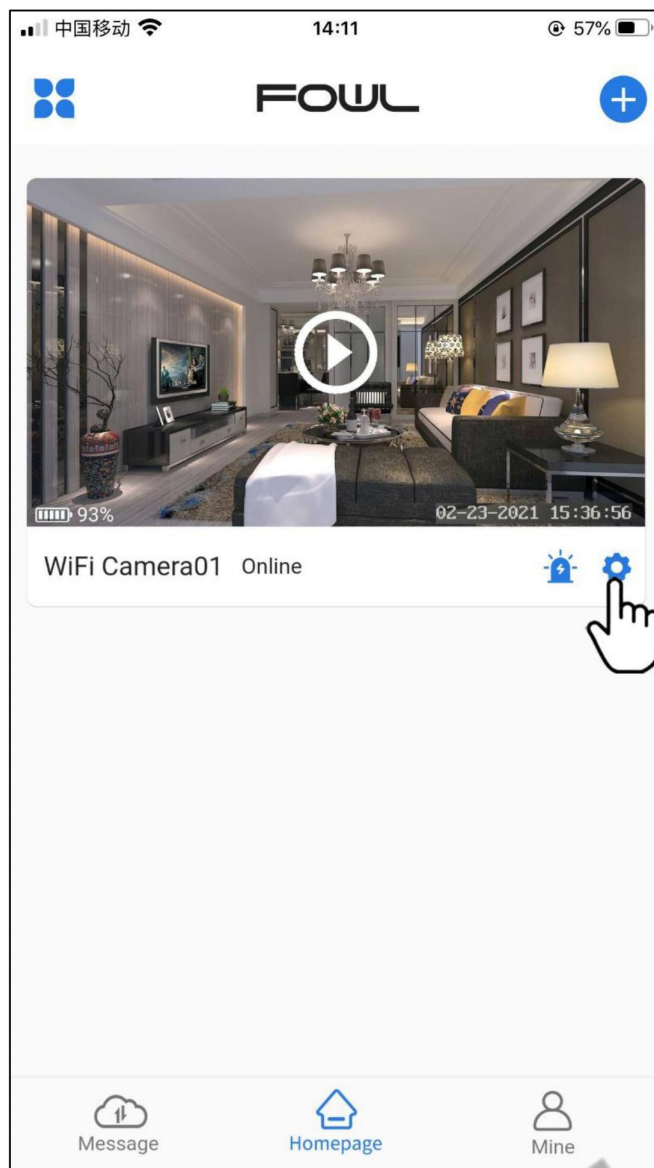 中国移动 14:11 57%
FOWL
93% 02-23-2021 15:36:56
WiFi Camera01 Online
Message Homepage Mine